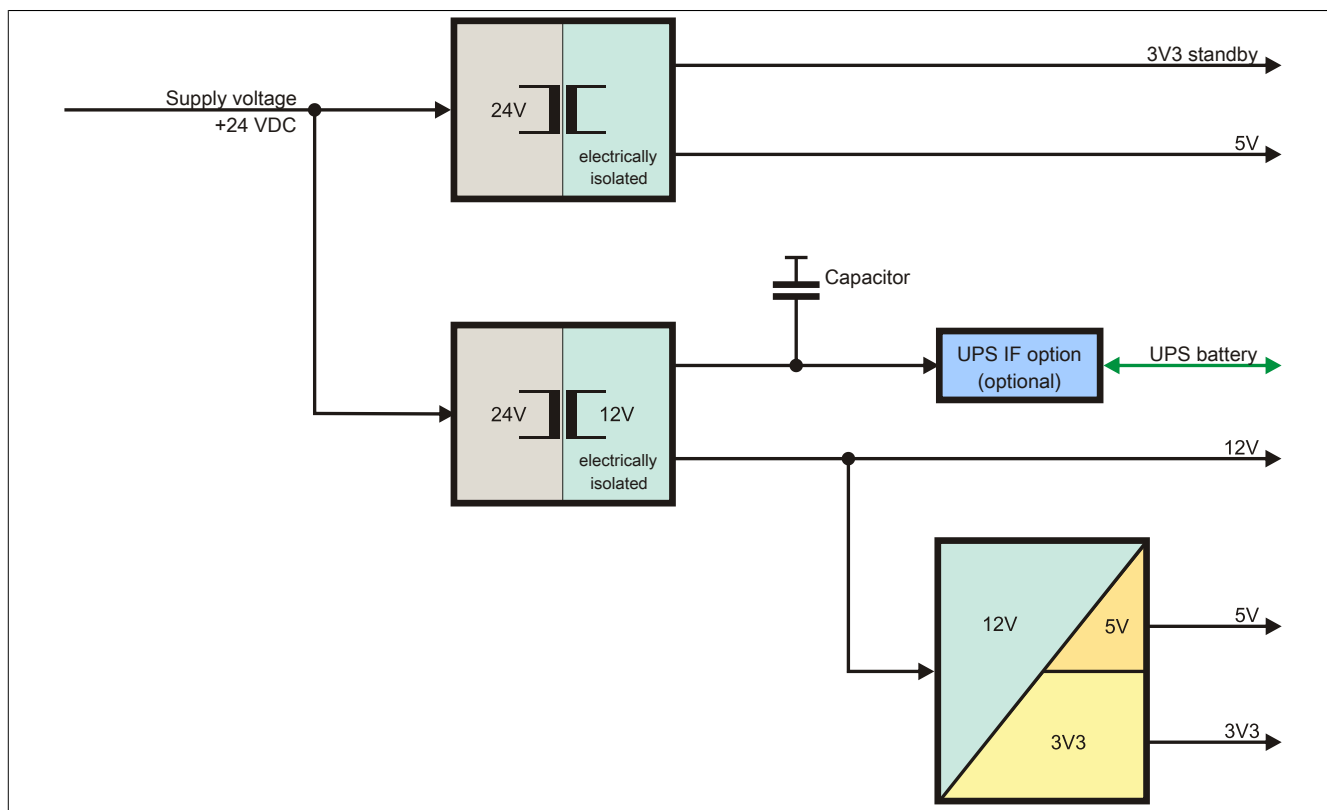 3V3 standby
Supply voltage
+24 VDC
24V
electrically
isolated
5V
Capacitor
UPS IF option
(optional)
UPS battery
24V
12V
electrically
isolated
12V
12V
5V
5V
3V3
3V3